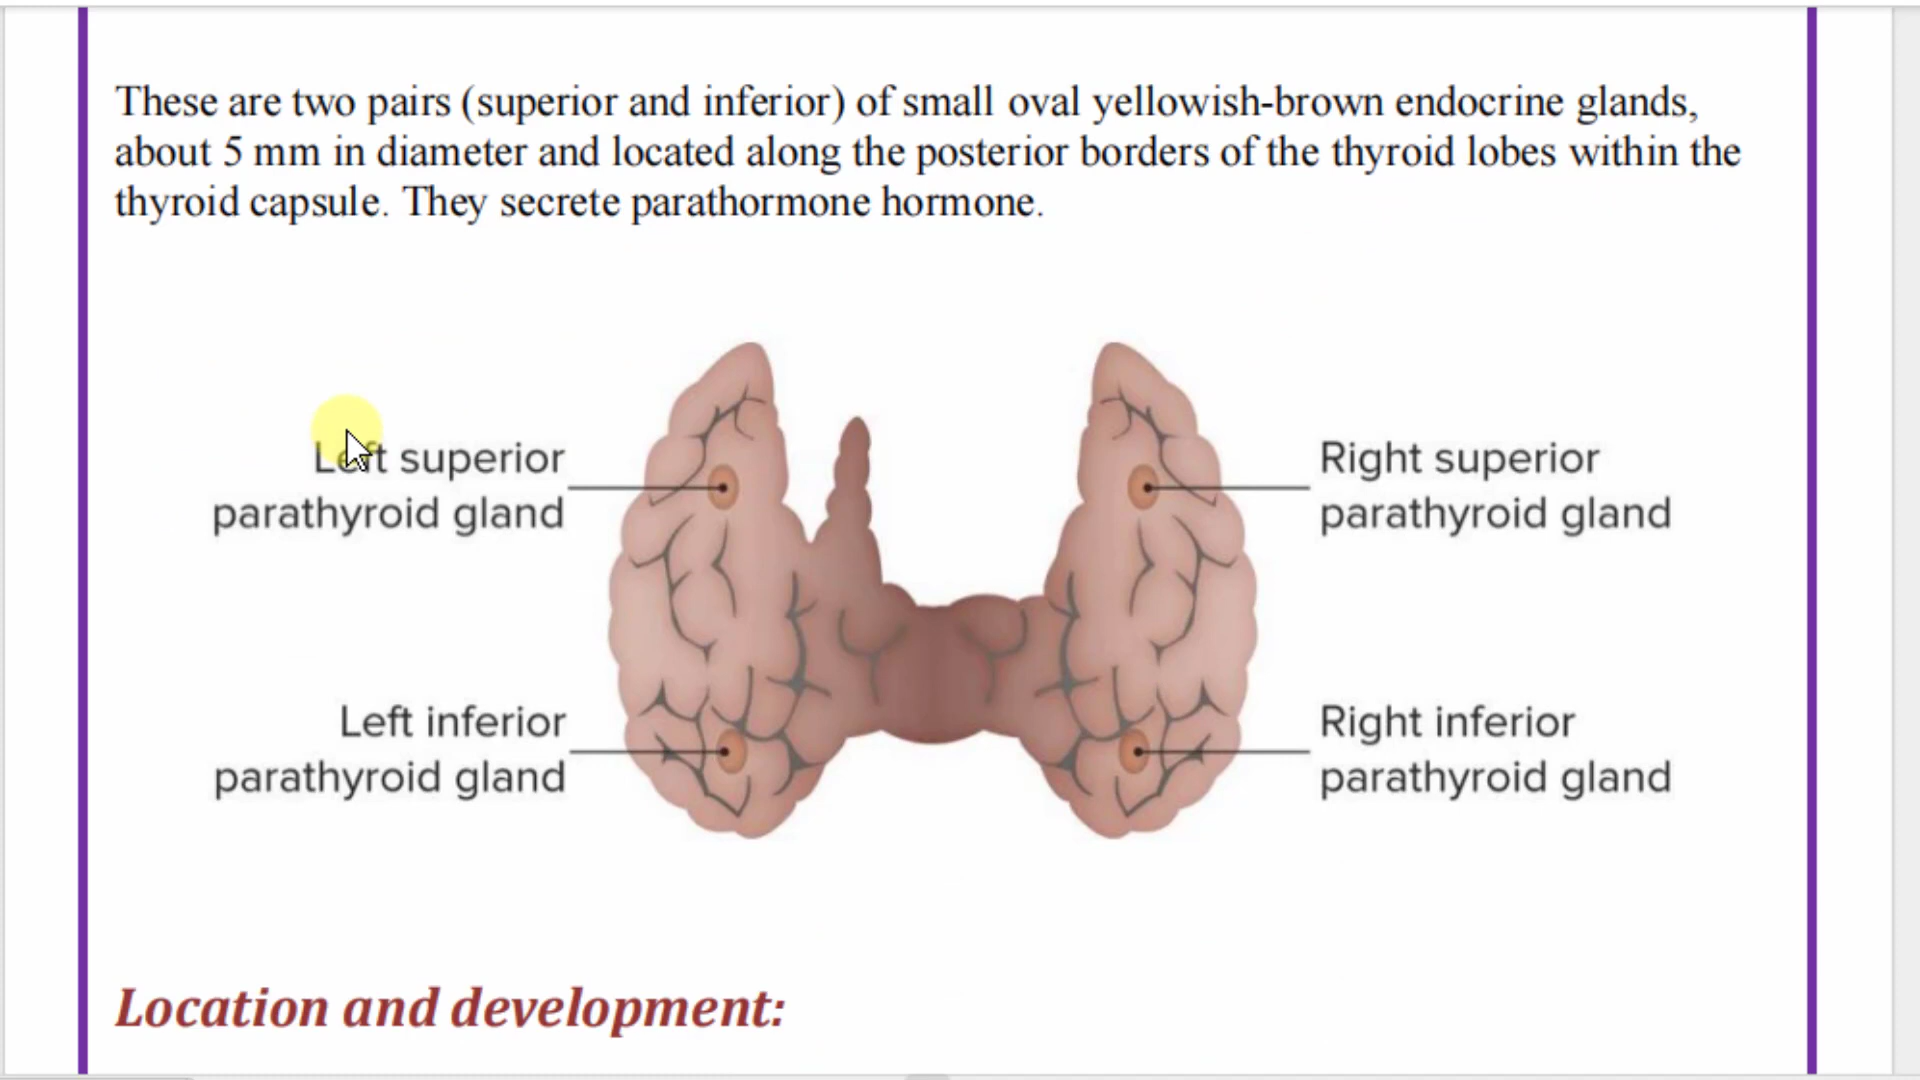 These are two pairs (superior and inferior) of small oval yellowish-brown endocrine glands,
about 5 mm in diameter and located along the posterior borders of the thyroid lobes within the
thyroid capsule. They secrete parathormone hormone.
Left superior
parathyroid gland
Right superior
parathyroid gland
Left inferior
parathyroid gland
Right inferior
parathyroid gland
Location and development: